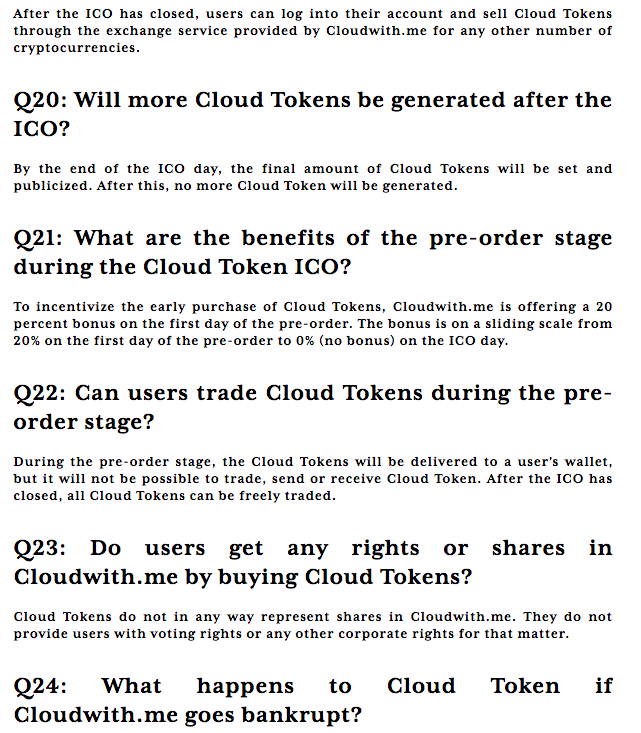 After the ICO has closed, users can log into their account and sell Cloud Tokens
through the exchange service provided by Cloudwith.me for any other number of
cryptocurrencies.
Q20: Will more Cloud Tokens be generated after the
ICO?
By the end of the ICO day, the final amount of Cloud Tokens will be set and
publicized. After this, no more Cloud Token will be generated.
Q21: What are the benefits of the pre-order stage
during the Cloud Token ICO?
To incentivize the early purchase of Cloud Tokens, Cloudwith.me is offering a 20
percent bonus on the first day of the pre-order. The bonus is on a sliding scale from
20% on the first day of the pre-order to 0% (no bonus) on the ICO day.
Q22: Can users trade Cloud Tokens during the pre-
order stage?
During the pre-order stage, the Cloud Tokens will be delivered to a user's wallet,
but it will not be possible to trade, send or receive Cloud Token. After the ICO has
closed, all Cloud Tokens can be freely traded.
Q23: Do users get any rights or shares in
Cloudwith.me by buying Cloud Tokens?
Cloud Tokens do not in any way represent shares in Cloudwith.me. They do not
provide users with voting rights or any other corporate rights for that matter.
Q24: What happens to Cloud Token if
Cloudwith.me goes bankrupt?